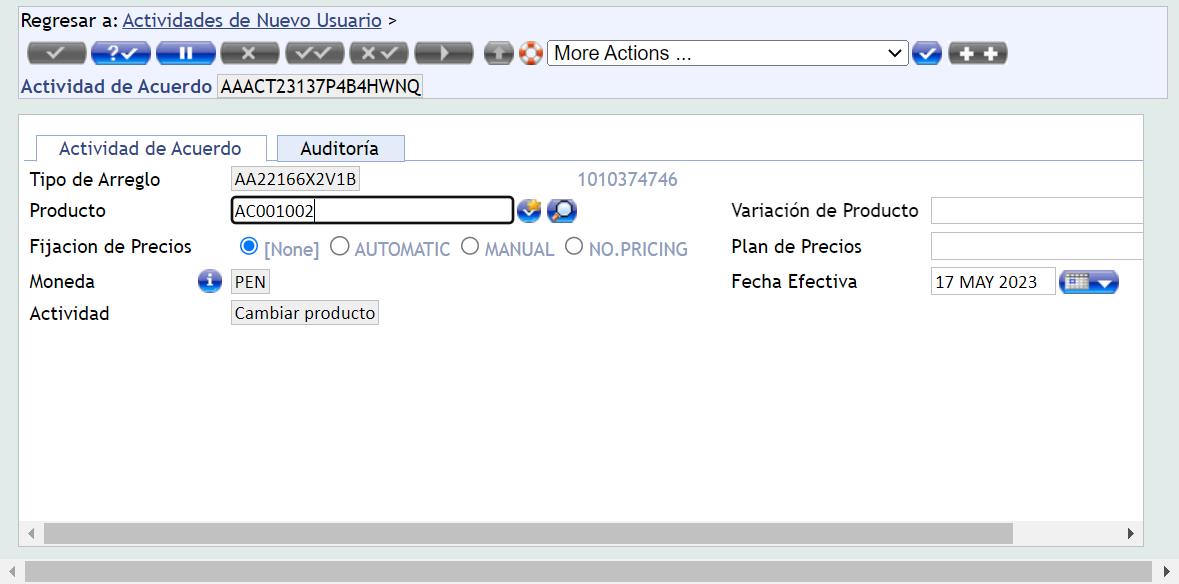 Regresar a: Actividades de Nuevo Usuario >
More Actions ...
Actividad de Acuerdo AAACT23137P4B4HWNQ
Actividad de Acuerdo Auditoría
Tipo de Arreglo AA22166X2V1B 1010374746
Producto AC001002 Variación de Producto
Fijacion de Precios [None] AUTOMATIC MANUAL NO.PRICING Plan de Precios
Moneda PEN Fecha Efectiva 17 MAY 2023
Actividad Cambiar producto